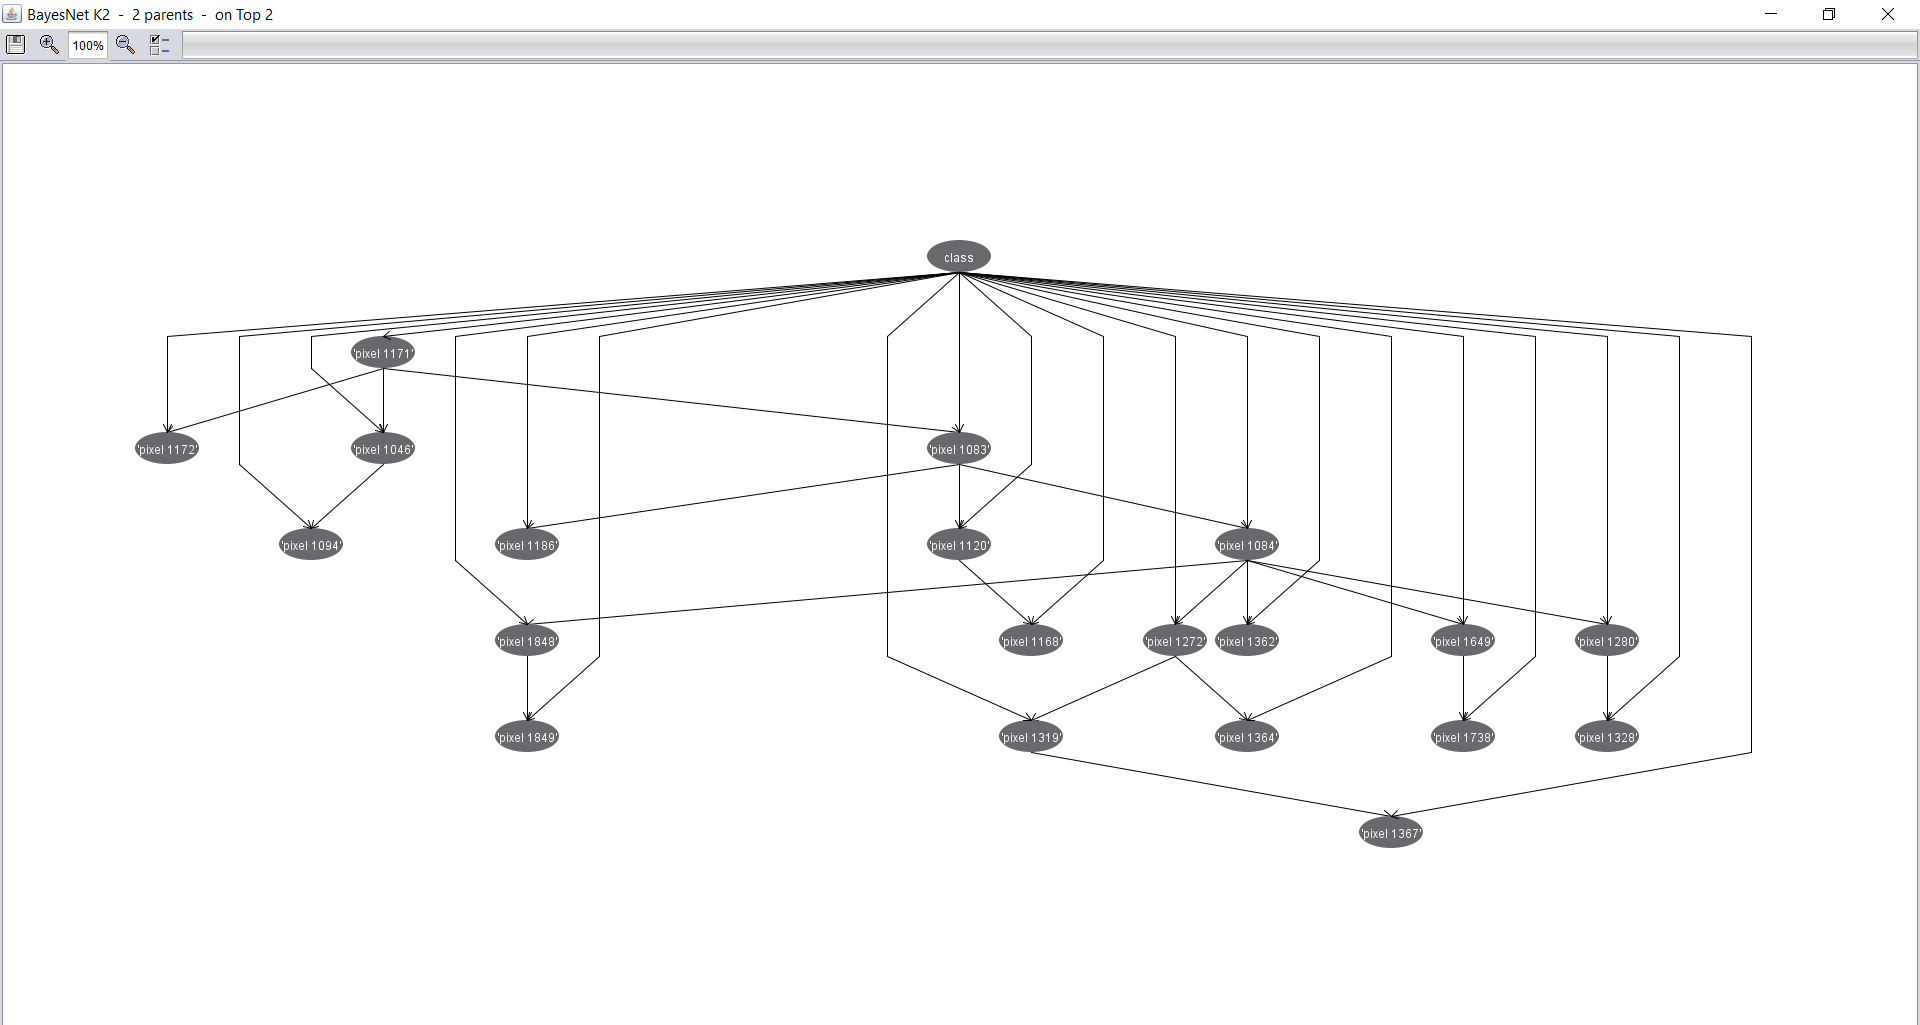 BayesNet K2 - 2 parents - on Top 2
100%
class
'pixel 1171'
'pixel 1172'
'pixel 1046'
'pixel 1083'
'pixel 1094'
'pixel 1186'
'pixel 1120'
'pixel 1084'
'pixel 1848'
'pixel 1168'
'pixel 1272'
'pixel 1362'
'pixel 1649'
'pixel 1280'
'pixel 1849'
'pixel 1319'
'pixel 1364'
'pixel 1738'
'pixel 1328'
'pixel 1367'